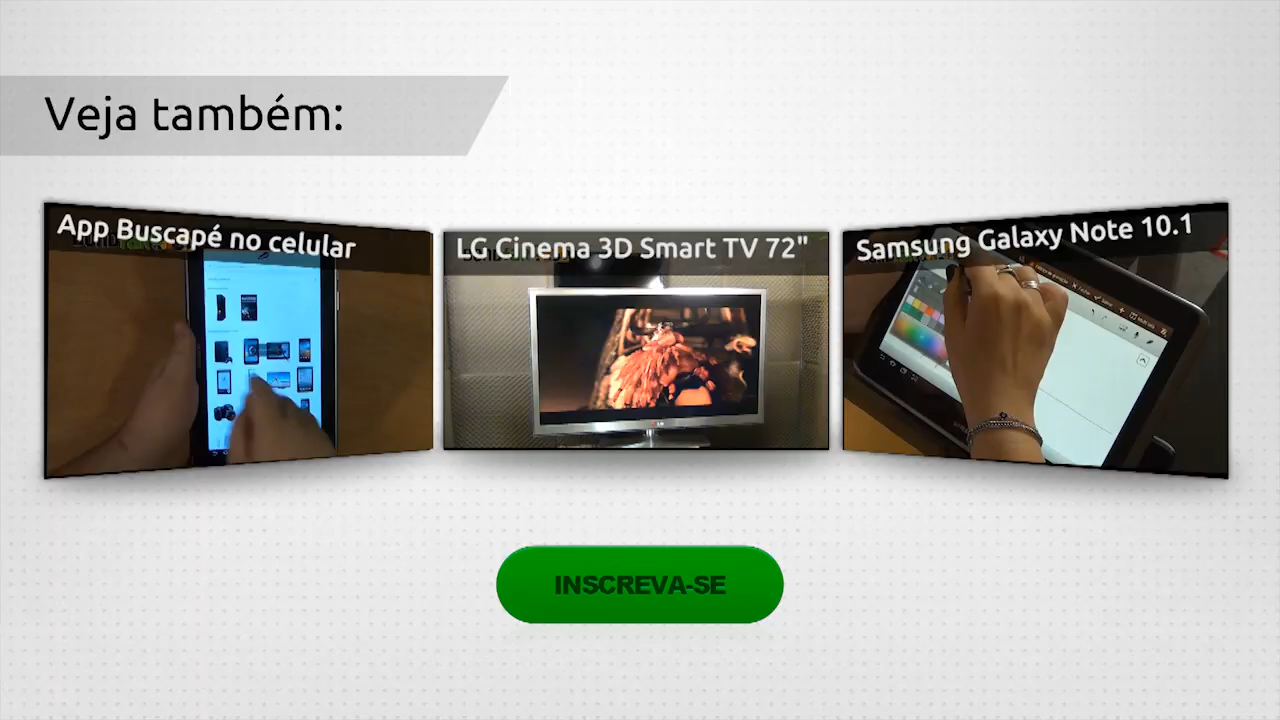 Veja também:
App Buscapé no celular
LG Cinema 3D Smart TV 72"
Samsung Galaxy Note 10.1
INSCREVA-SE